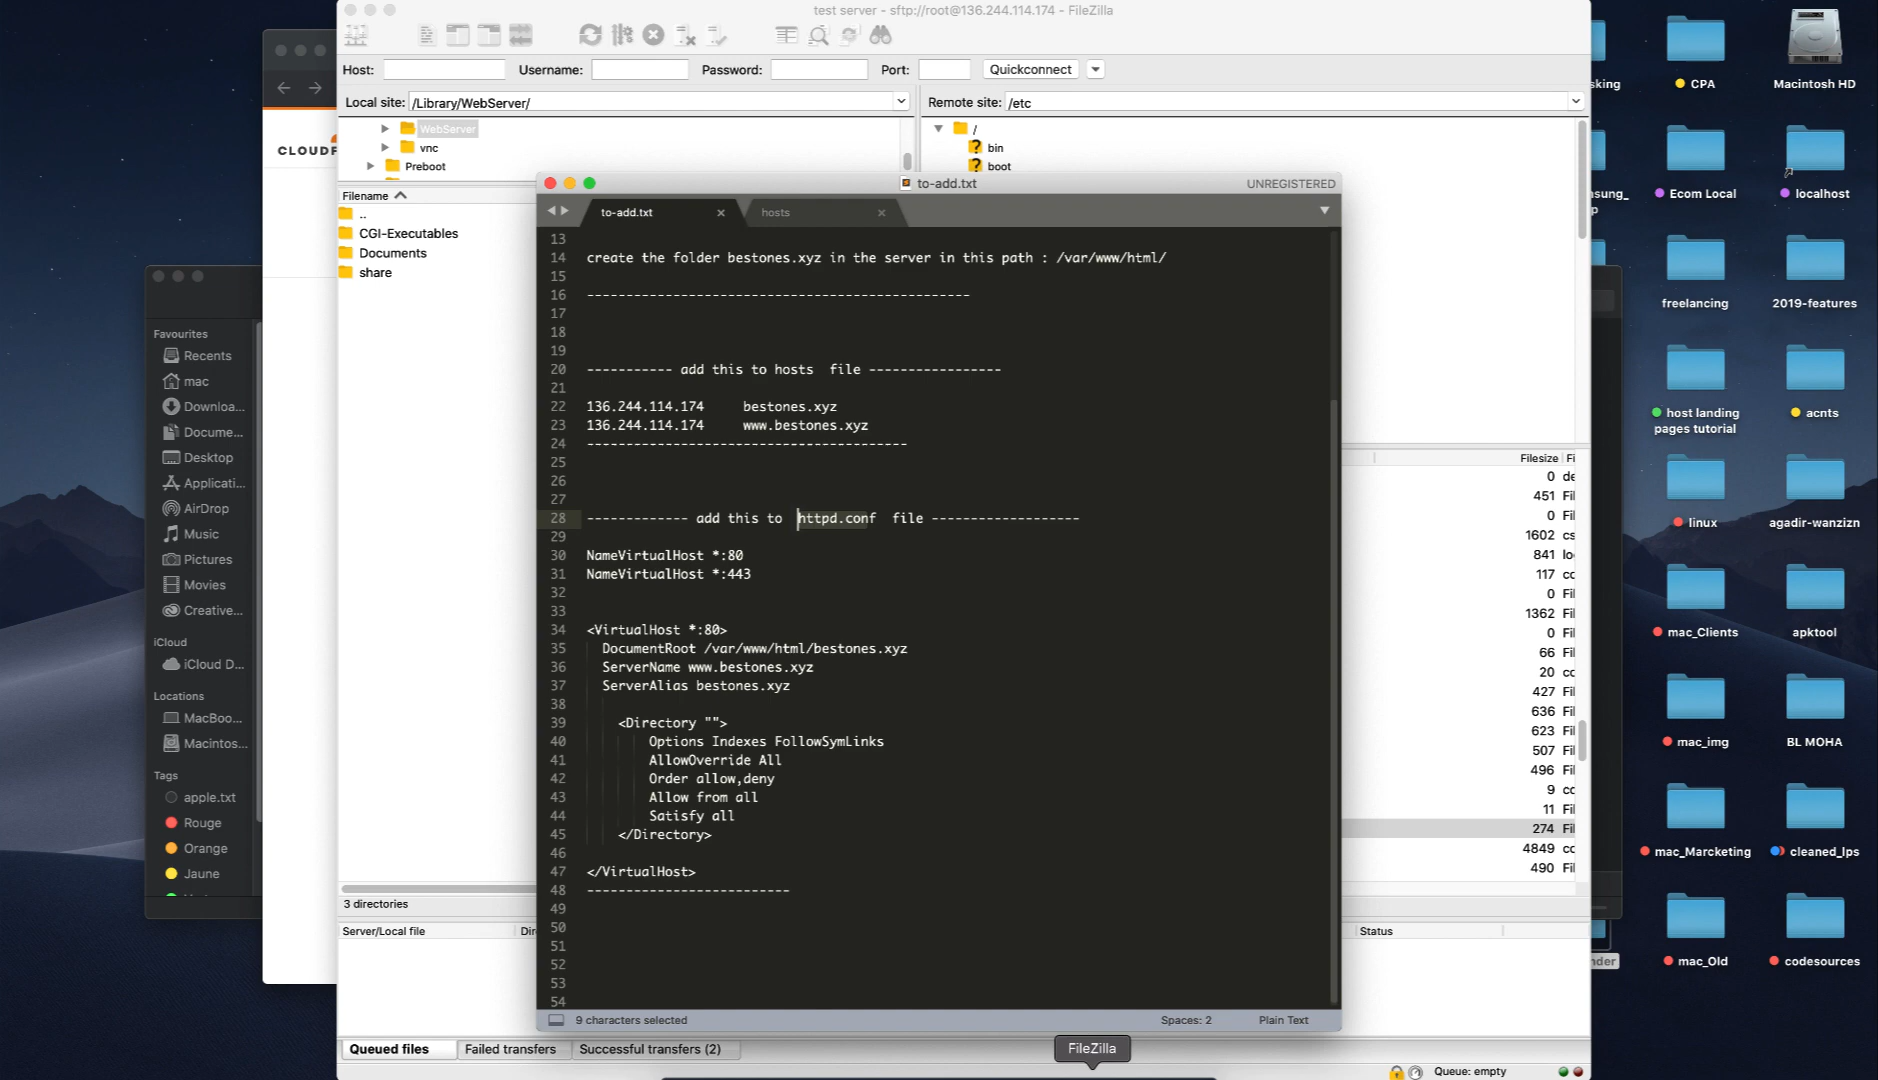 test server - sftp://root@136.244.114.174 - FileZilla
Host: Username: Password: Port: Quickconnect
Local site: /Library/WebServer/
Remote site: /etc
WebServer
vnc
Preboot
/
bin
boot
Filename
..
CGI-Executables
Documents
share
3 directories
Server/Local file
Status
Queued files Failed transfers Successful transfers (2)
Queue: empty
FileZilla
CLOUDF
Favourites
Recents
mac
Downloa...
Docume...
Desktop
Applicati...
AirDrop
Music
Pictures
Movies
Creative...
iCloud
iCloud D...
Locations
MacBoo...
Macintos...
Tags
apple.txt
Rouge
Orange
Jaune
to-add.txt
UNREGISTERED
to-add.txt hosts
13
14 create the folder bestones.xyz in the server in this path : /var/www/html/
15
16 -------------------------------------------------
17
18
19
20 ----------- add this to hosts  file -----------------
21
22 136.244.114.174     bestones.xyz
23 136.244.114.174     www.bestones.xyz
24 -----------------------------------------
25
26
27
28 ------------- add this to  httpd.conf  file -------------------
29
30 NameVirtualHost *:80
31 NameVirtualHost *:443
32
33
34 <VirtualHost *:80>
35   DocumentRoot /var/www/html/bestones.xyz
36   ServerName www.bestones.xyz
37   ServerAlias bestones.xyz
38
39     <Directory "">
40         Options Indexes FollowSymLinks
41         AllowOverride All
42         Order allow,deny
43         Allow from all
44         Satisfy all
45     </Directory>
46
47 </VirtualHost>
48 --------------------------
49
50
51
52
53
54
9 characters selected
Spaces: 2
Plain Text
Filesize
0
451
0
1602
841
117
0
1362
0
66
20
427
636
623
507
496
9
11
274
4849
490
CPA
Macintosh HD
Ecom Local
localhost
freelancing
2019-features
host landing
pages tutorial
acnts
linux
agadir-wanzizn
mac_Clients
apktool
mac_img
BL MOHA
mac_Marcketing
cleaned_lps
mac_Old
codesources